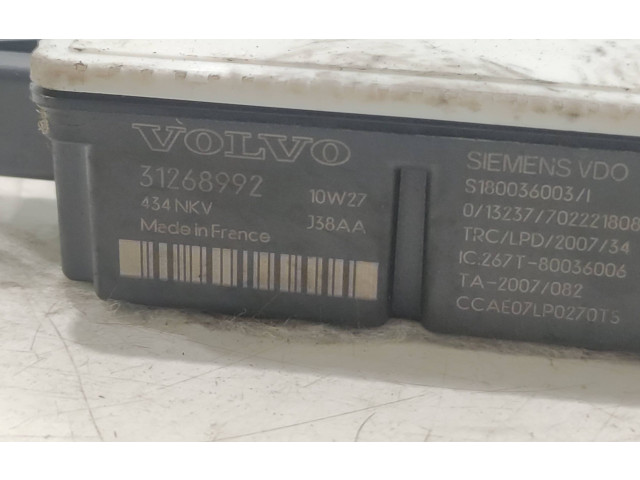 VOLVO
31268992
10W27
434 NKV
J38AA
Made in France
SIEMENS VDO
S180036003/I
0/13237/702221808
TRC/LPD/2007/34
IC.267T-80036006
TA-2007/082
CCAE07LP0270T5